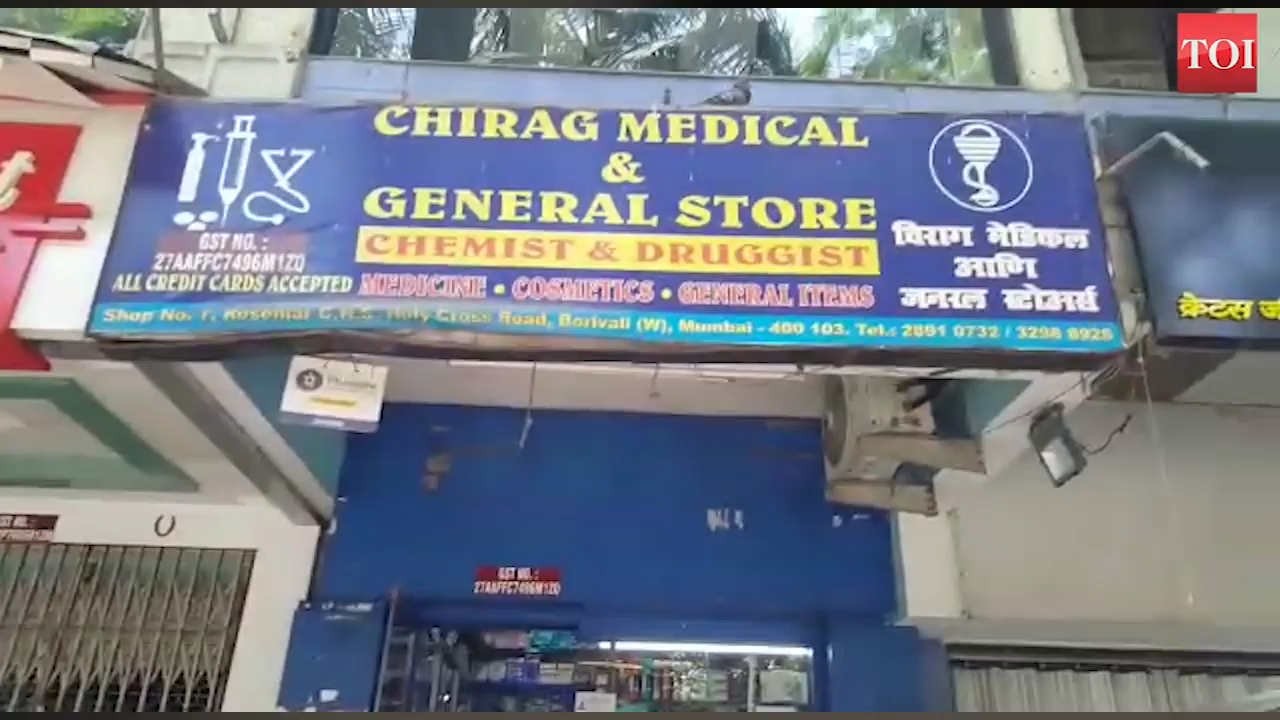 TOI
CHIRAG MEDICAL
&
GENERAL STORE
CHEMIST & DRUGGIST
MEDICINE • COSMETICS • GENERAL ITEMS
GST NO. :
27AAFFC7496M1ZQ
ALL CREDIT CARDS ACCEPTED
चिराग मेडिकल
आणि
जनरल स्टोअर्स
Shop No. Holy Cross Road, Borivali (W), Mumbai - 400 103. Tel.: 2891 0732 / 3298 6925
GST NO. :
27AAFFC7496M1ZQ